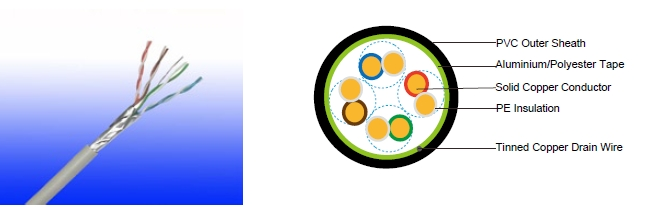 PVC Outer Sheath
Aluminium/Polyester Tape
Solid Copper Conductor
PE Insulation
Tinned Copper Drain Wire